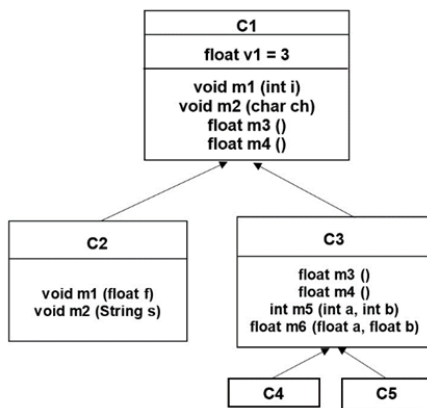 C1
float v1 = 3
void m1 (int i)
void m2 (char ch)
float m3 ()
float m4 ()
C2
void m1 (float f)
void m2 (String s)
C3
float m3 ()
float m4 ()
int m5 (int a, int b)
float m6 (float a, float b)
C4
C5